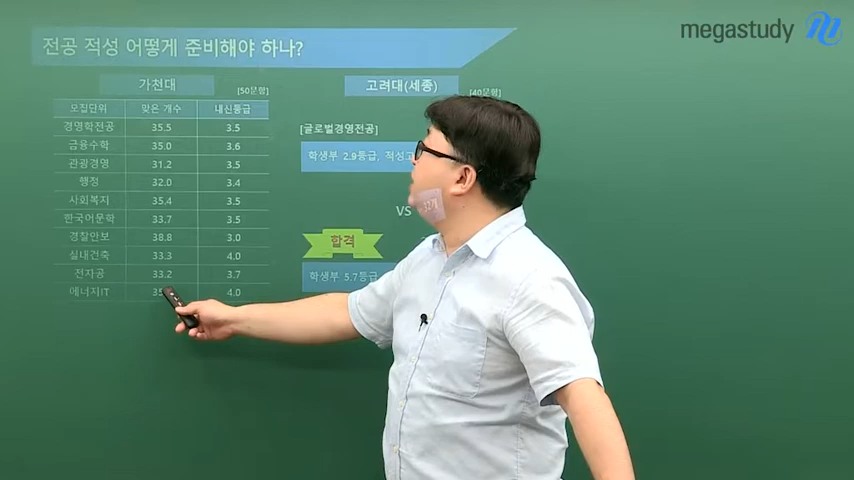 megastudy
전공 적성 어떻게 준비해야 하나?
가천대
[50문항]
모집단위 맞은 개수 내신등급
경영학전공 35.5 3.5
금융수학 35.0 3.6
관광경영 31.2 3.5
행정 32.0 3.4
사회복지 35.4 3.5
한국어문학 33.7 3.5
경찰안보 38.8 3.0
실내건축 33.3 4.0
전자공 33.2 3.7
에너지IT 4.0
고려대(세종)
[40문항]
[글로벌경영전공]
학생부 2.9등급, 적성고
VS
합격
학생부 5.7등급